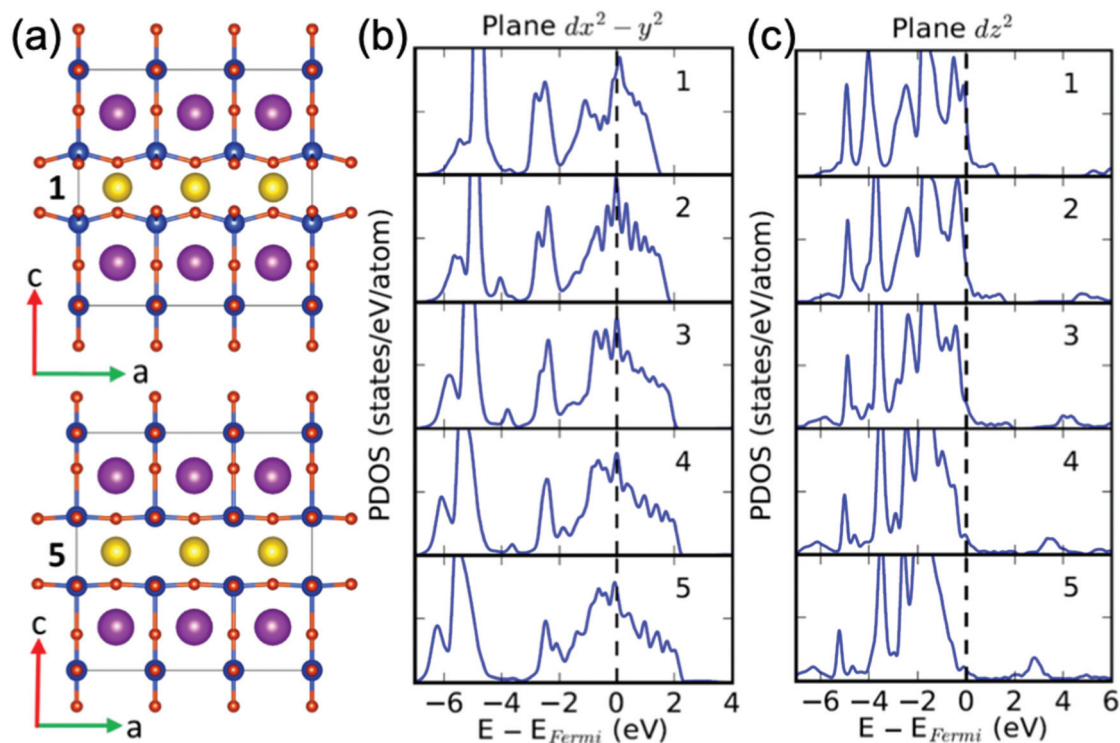 (a)
1
c
a
5
c
a
(b)
Plane dx² − y²
PDOS (states/eV/atom)
1
2
3
4
5
−6 −4 −2 0 2 4
E − E_Fermi (eV)
(c)
Plane dz²
PDOS (states/eV/atom)
1
2
3
4
5
−6 −4 −2 0 2 4 6
E − E_Fermi (eV)